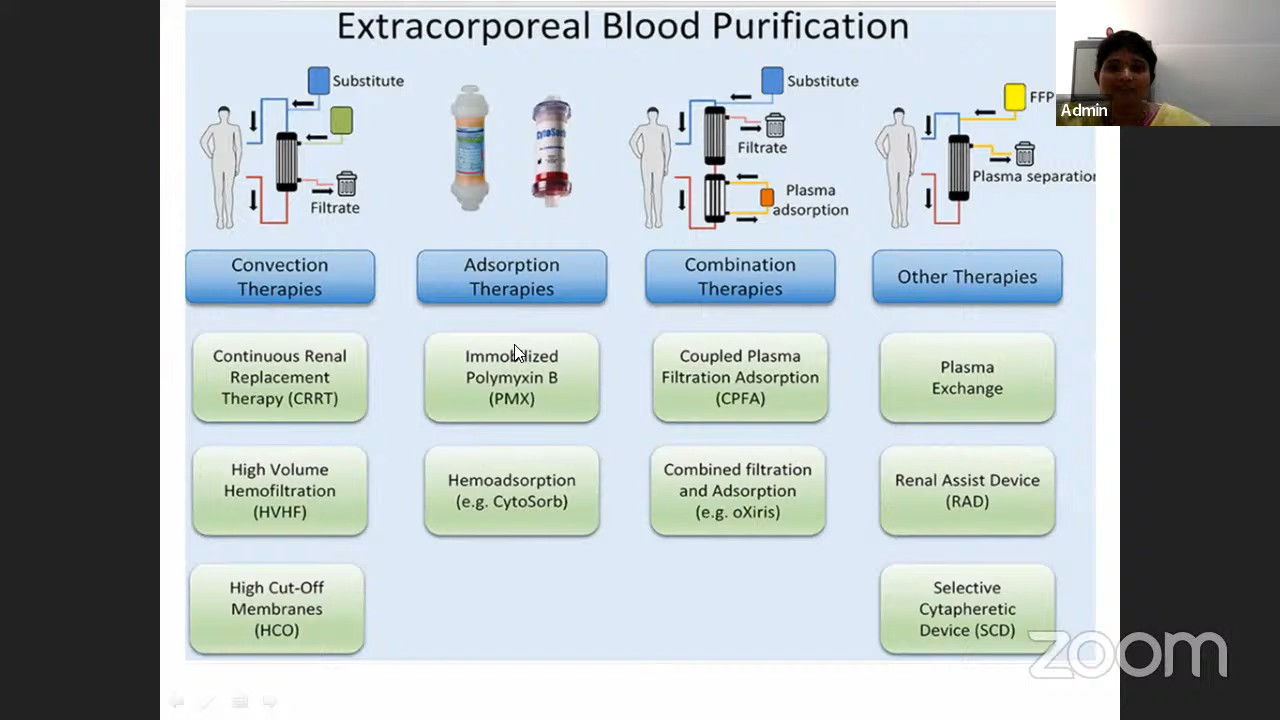 Extracorporeal Blood Purification
Admin
Substitute
Filtrate
CytoSorb
Substitute
Filtrate
Plasma
adsorption
FFP
Plasma separation
Convection
Therapies
Adsorption
Therapies
Combination
Therapies
Other Therapies
Continuous Renal
Replacement
Therapy (CRRT)
Immobilized
Polymyxin B
(PMX)
Coupled Plasma
Filtration Adsorption
(CPFA)
Plasma
Exchange
High Volume
Hemofiltration
(HVHF)
Hemoadsorption
(e.g. CytoSorb)
Combined filtration
and Adsorption
(e.g. oXiris)
Renal Assist Device
(RAD)
High Cut-Off
Membranes
(HCO)
Selective
Cytapheretic
Device (SCD)
zoom